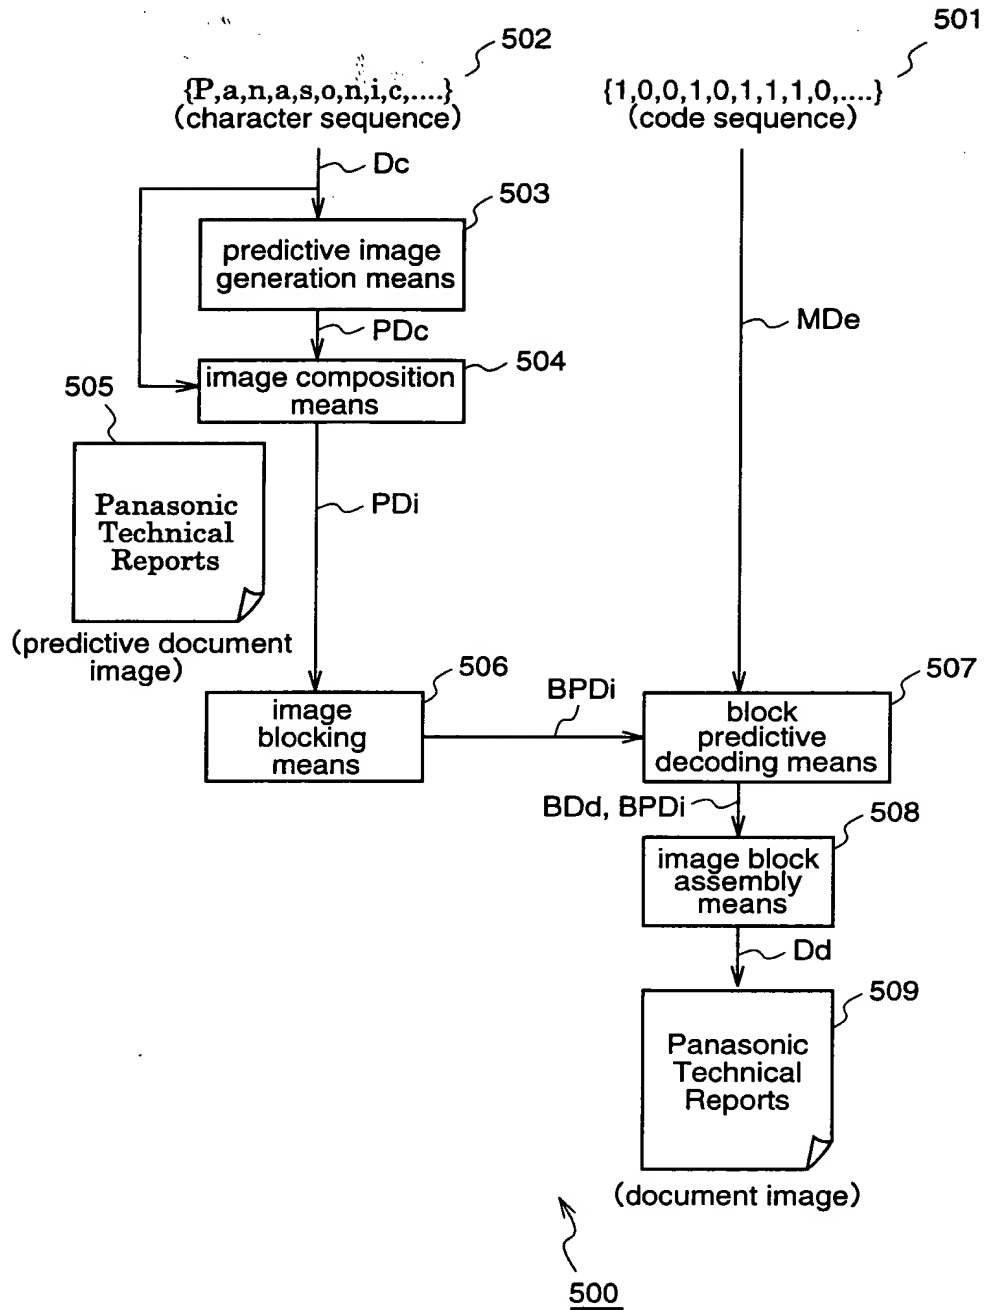 501
502
{P,a,n,a,s,o,n,i,c,....}
(character sequence)
{1,0,0,1,0,1,1,1,0,....}
(code sequence)
Dc
503
predictive image
generation means
PDc
MDe
504
image composition
means
505
Panasonic
Technical
Reports
PDi
(predictive document
image)
506
image
blocking
means
BPDi
507
block
predictive
decoding means
BDd, BPDi
508
image block
assembly
means
Dd
509
Panasonic
Technical
Reports
(document image)
500